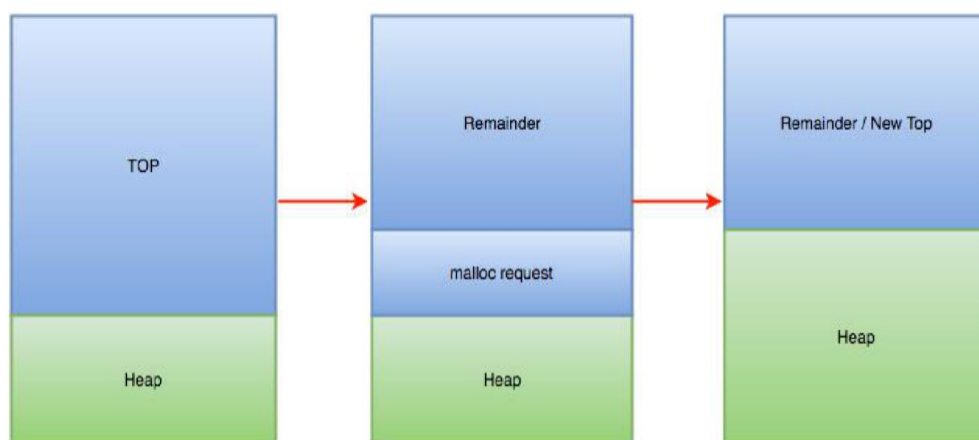 TOP
Heap
Remainder
malloc request
Heap
Remainder / New Top
Heap